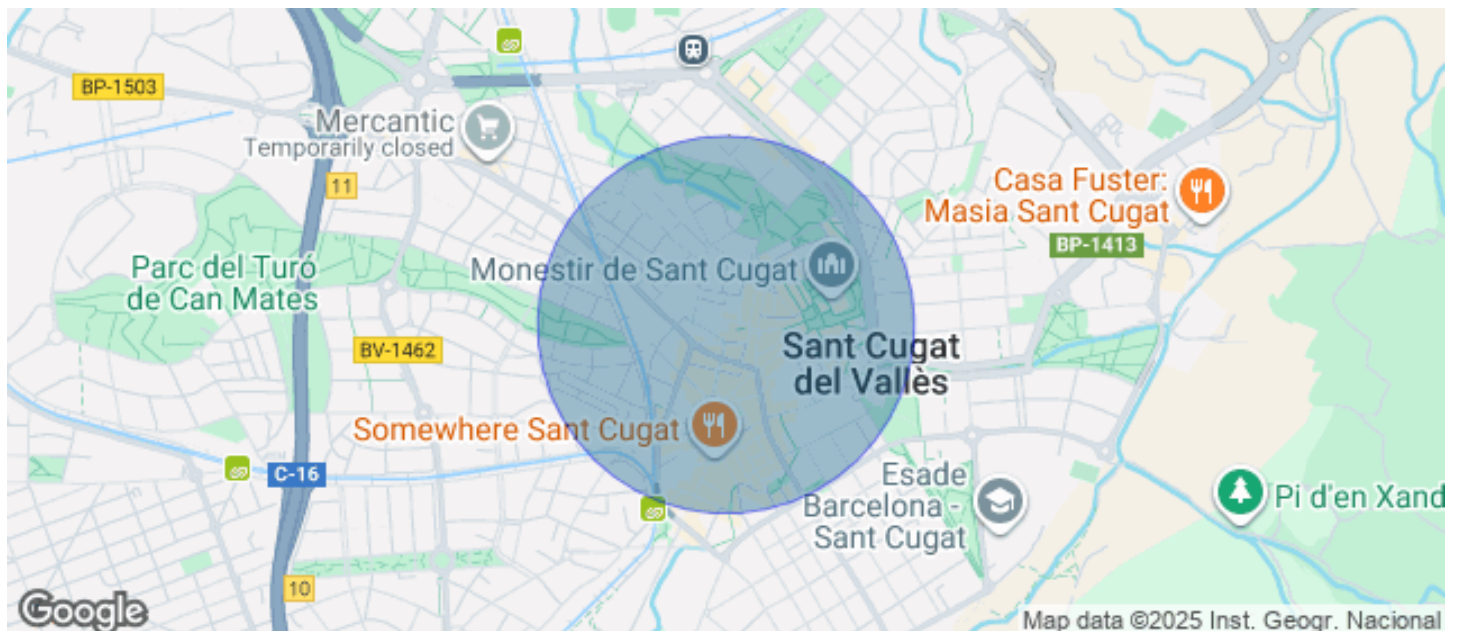 BP-1503
Mercantic
Temporarily closed
11
Casa Fuster:
Masia Sant Cugat
BP-1413
Parc del Turó
de Can Mates
Monestir de Sant Cugat
BV-1462
Sant Cugat
del Vallès
Somewhere Sant Cugat
C-16
Esade
Barcelona -
Sant Cugat
Pi d'en Xand
10
Google
Map data ©2025 Inst. Geogr. Nacional